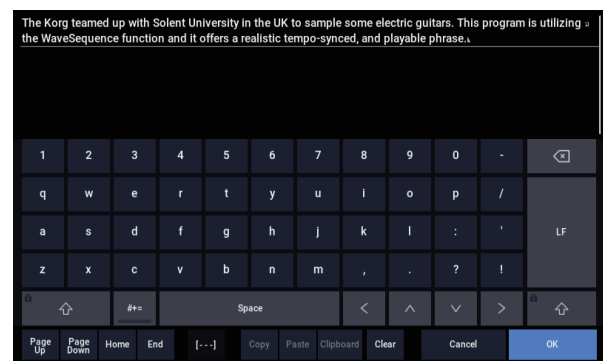 The Korg teamed up with Solent University in the UK to sample some electric guitars. This program is utilizing
the WaveSequence function and it offers a realistic tempo-synced, and playable phrase.
1 2 3 4 5 6 7 8 9 0 -
q w e r t y u i o p /
a s d f g h j k l : ' LF
z x c v b n m , . ? !
#+= Space < ^ ∨ >
Page Up Page Down Home End [---] Copy Paste Clipboard Clear Cancel OK